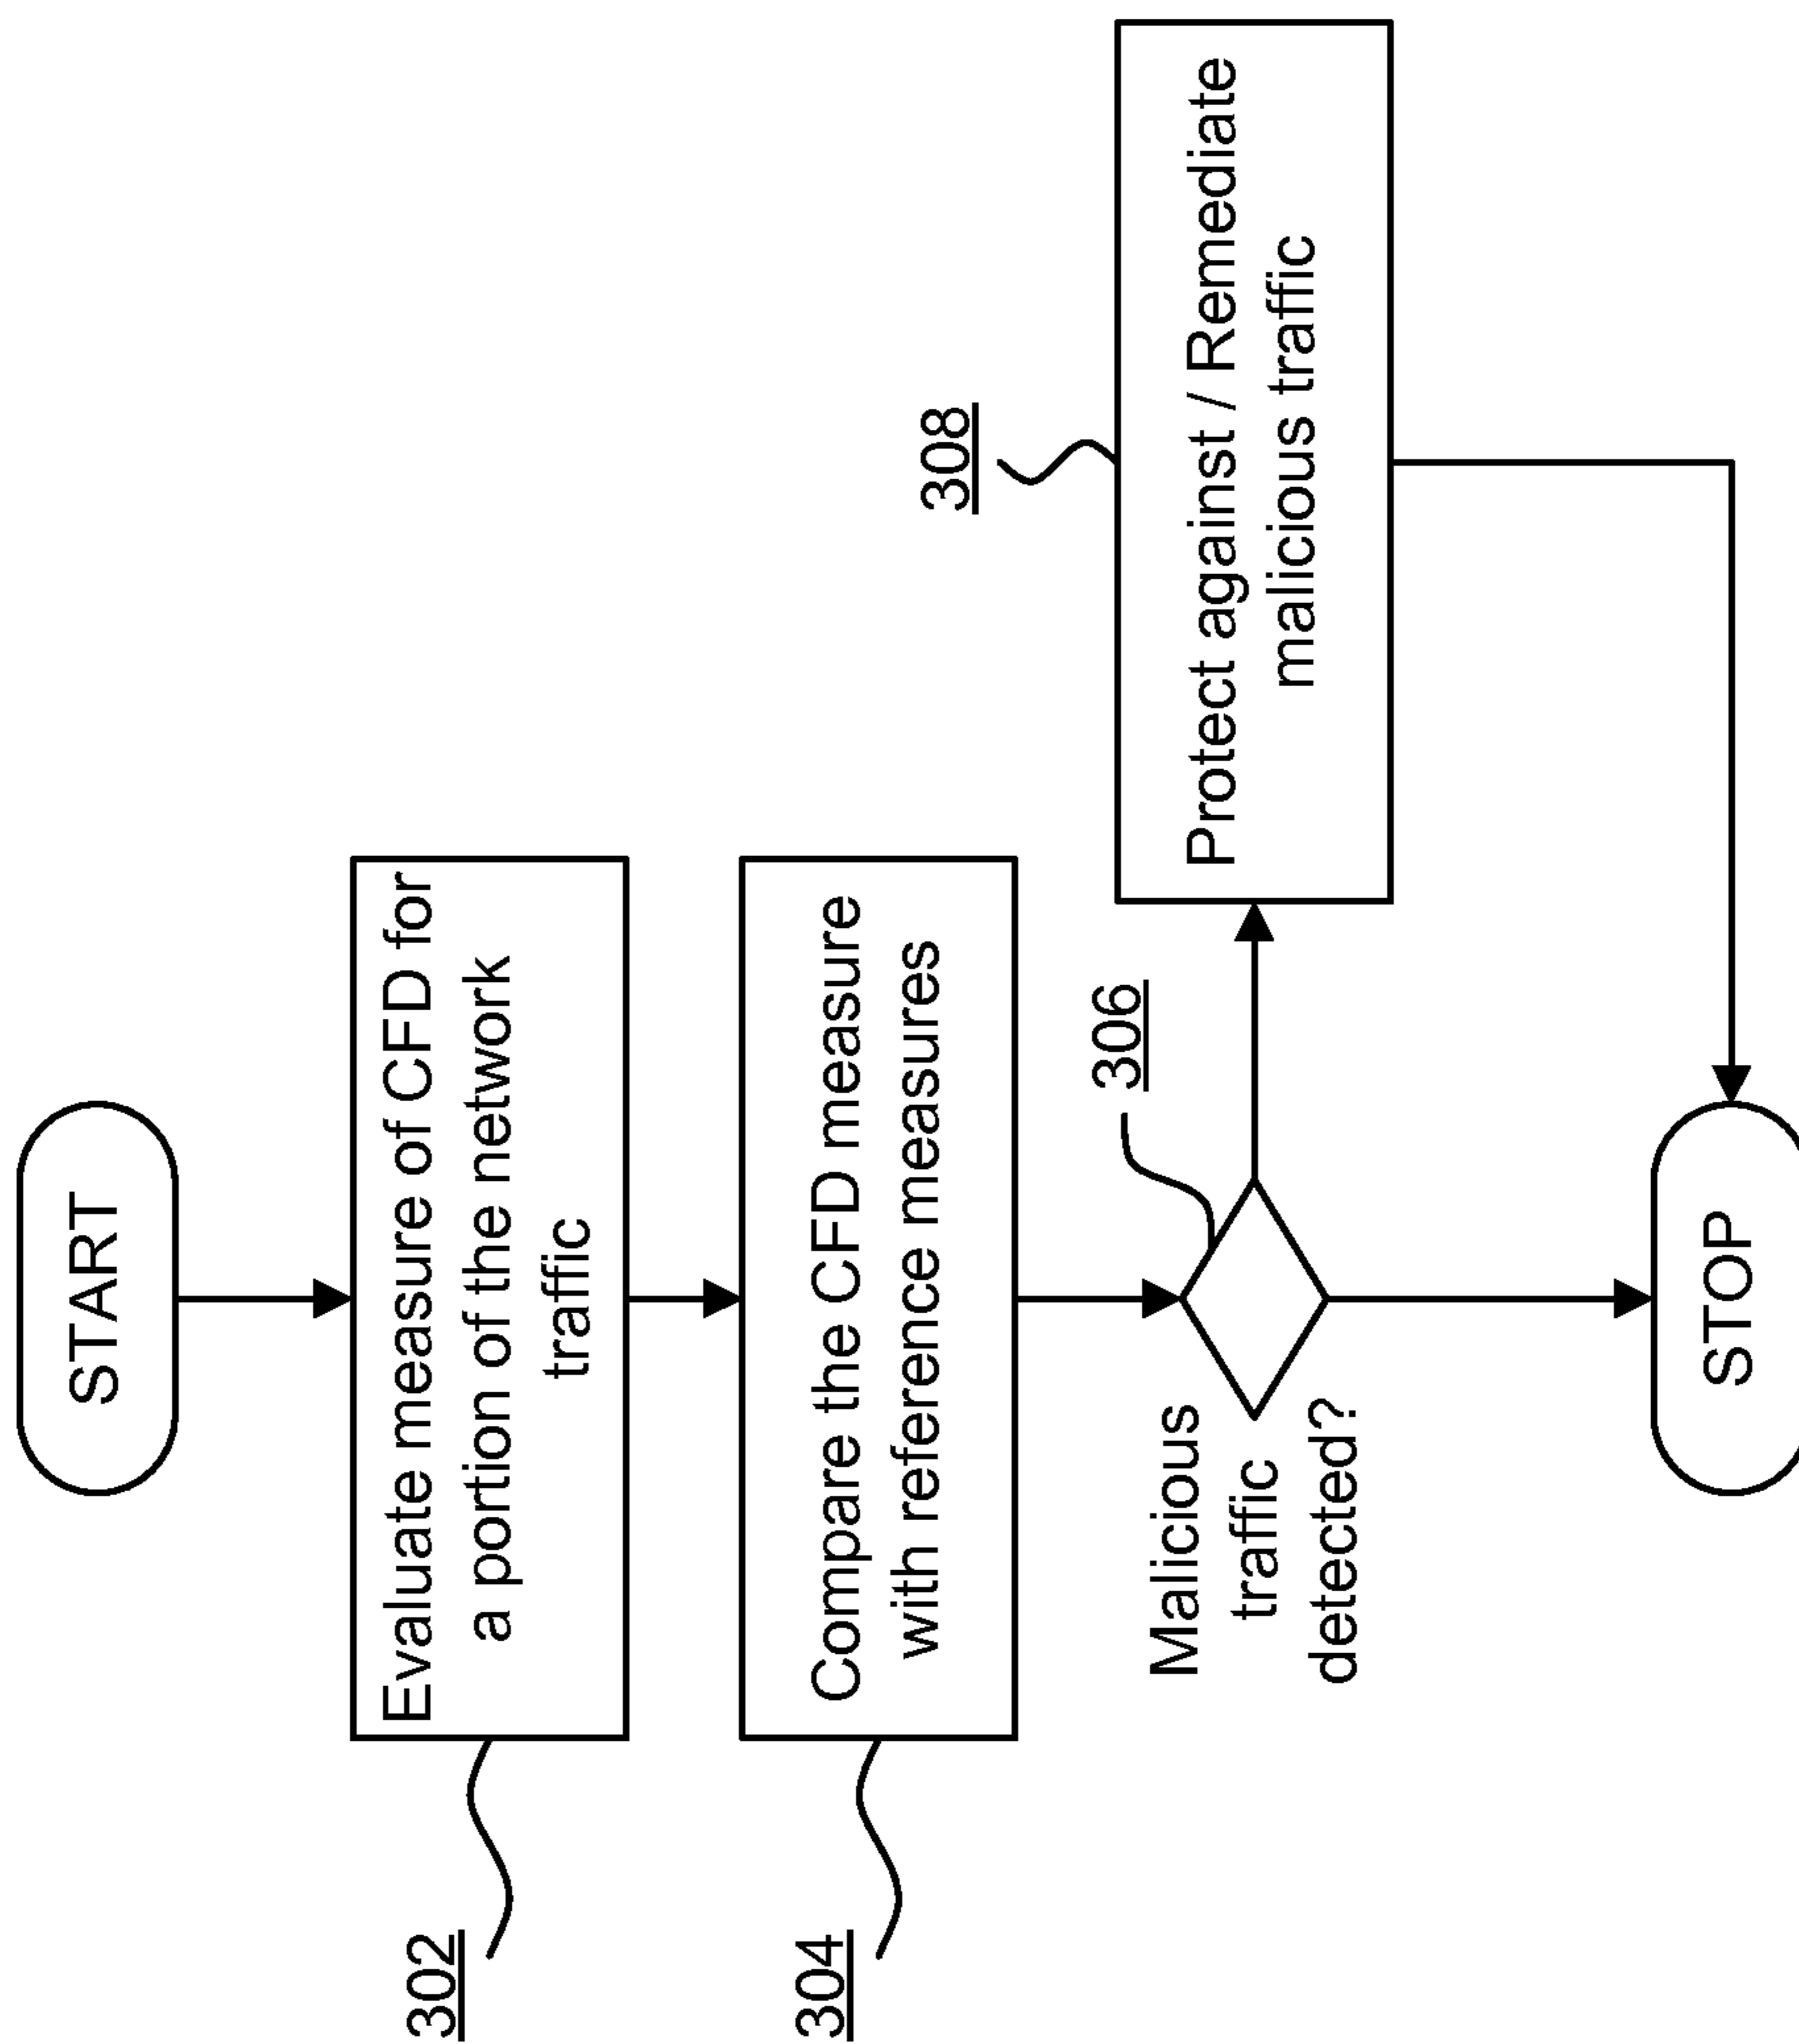 START
302
Evaluate measure of CFD for
a portion of the network
traffic
304
Compare the CFD measure
with reference measures
306
Malicious
traffic
detected?
308
Protect against / Remediate
malicious traffic
STOP